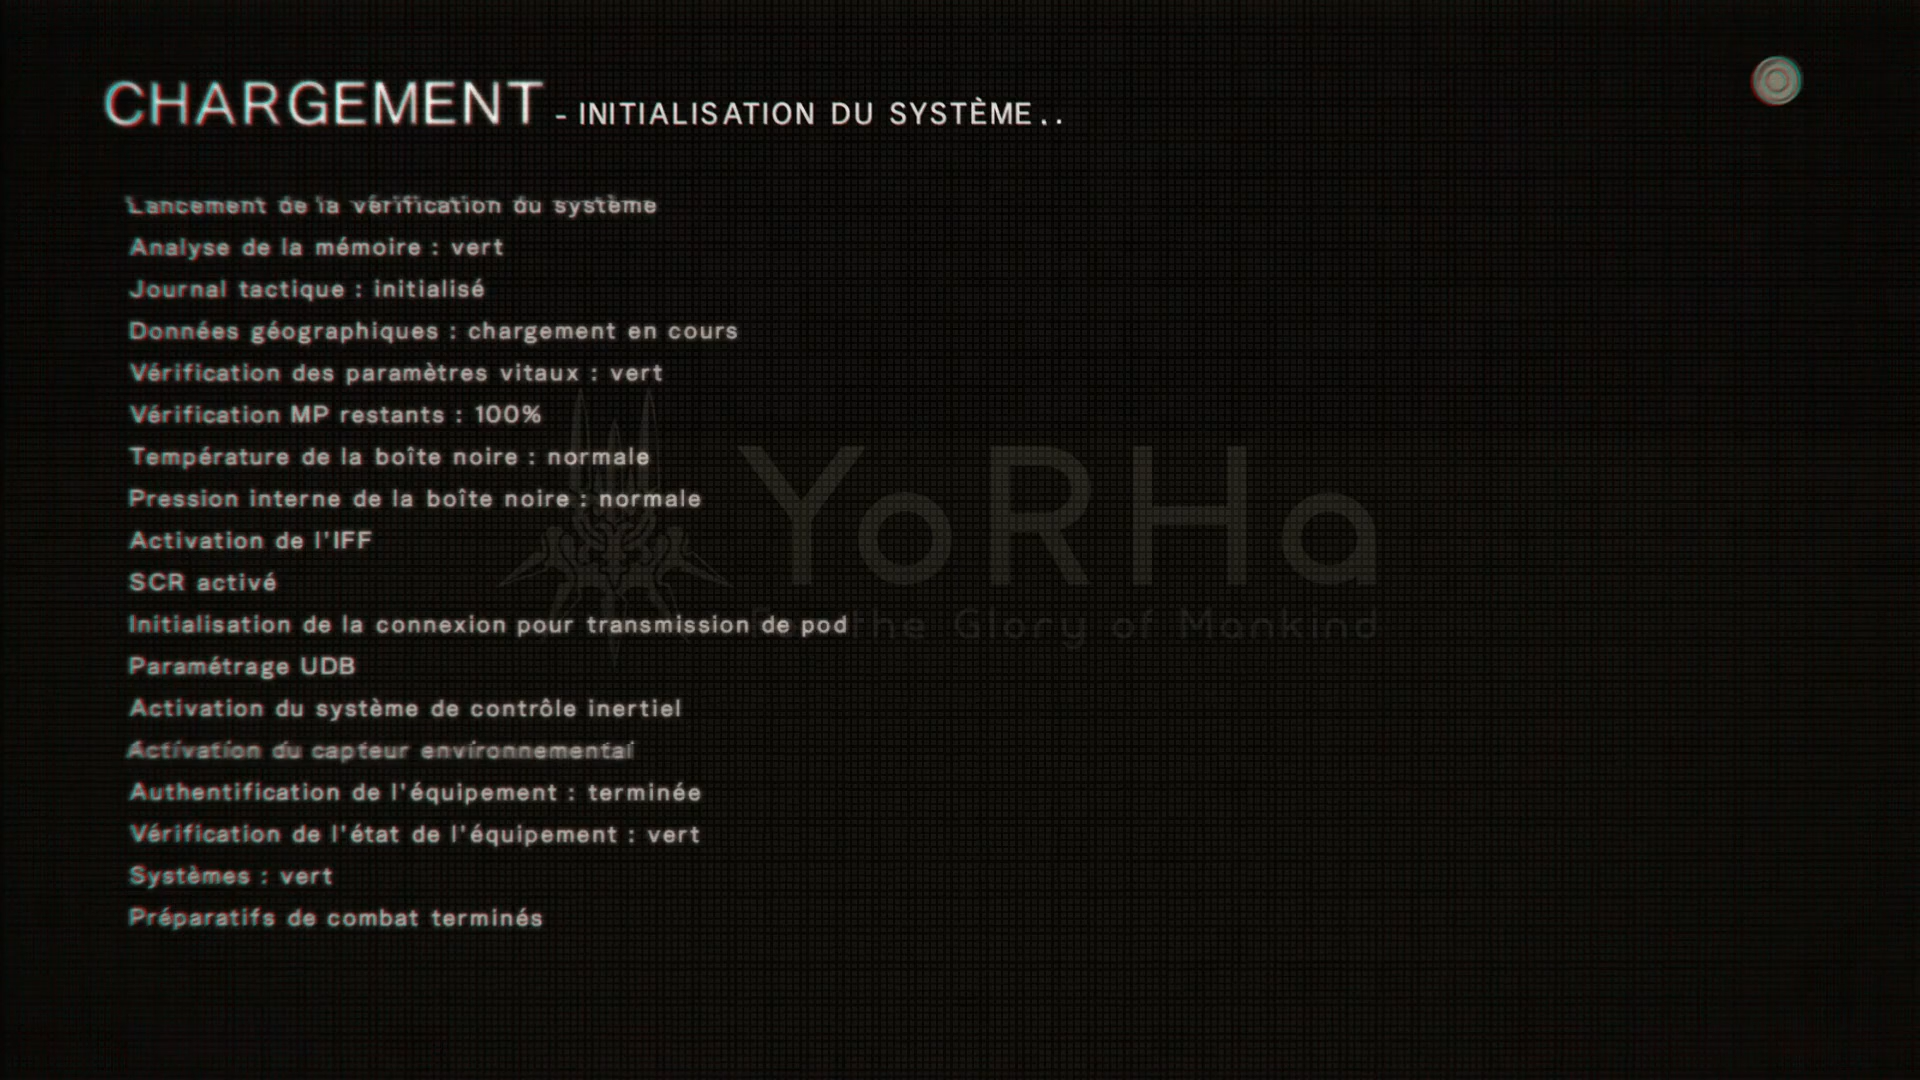 CHARGEMENT - INITIALISATION DU SYSTÈME..
Lancement de la vérification du système
Analyse de la mémoire : vert
Journal tactique : initialisé
Données géographiques : chargement en cours
Vérification des paramètres vitaux : vert
Vérification MP restants : 100%
Température de la boîte noire : normale
Pression interne de la boîte noire : normale
Activation de l'IFF
SCR activé
Initialisation de la connexion pour transmission de pod
Paramétrage UDB
Activation du système de contrôle inertiel
Activation du capteur environnemental
Authentification de l'équipement : terminée
Vérification de l'état de l'équipement : vert
Systèmes : vert
Préparatifs de combat terminés
YoRHa
For the Glory of Mankind